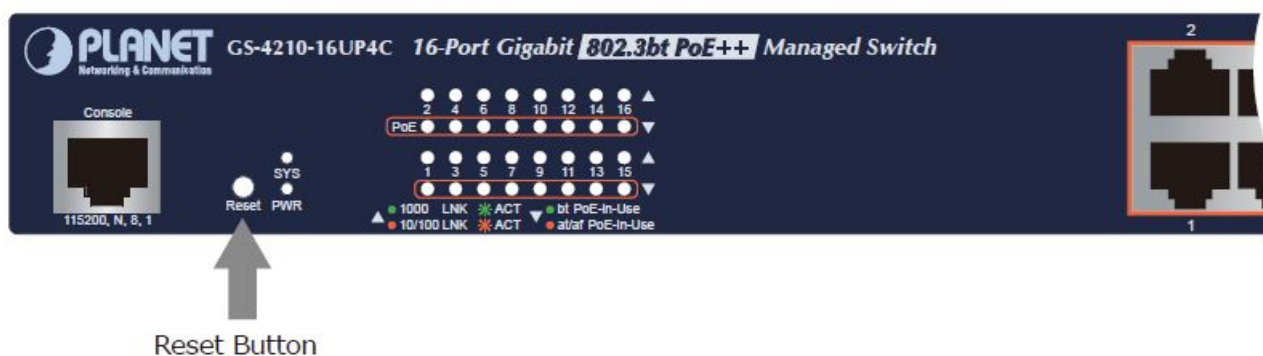 PLANET
Networking & Communication
GS-4210-16UP4C 16-Port Gigabit 802.3bt PoE++ Managed Switch
Console
115200, N, 8, 1
Reset
SYS
PWR
2 4 6 8 10 12 14 16
PoE
1 3 5 7 9 11 13 15
1000 LNK ACT bt PoE-In-Use
10/100 LNK ACT at/af PoE-In-Use
2
1
Reset Button